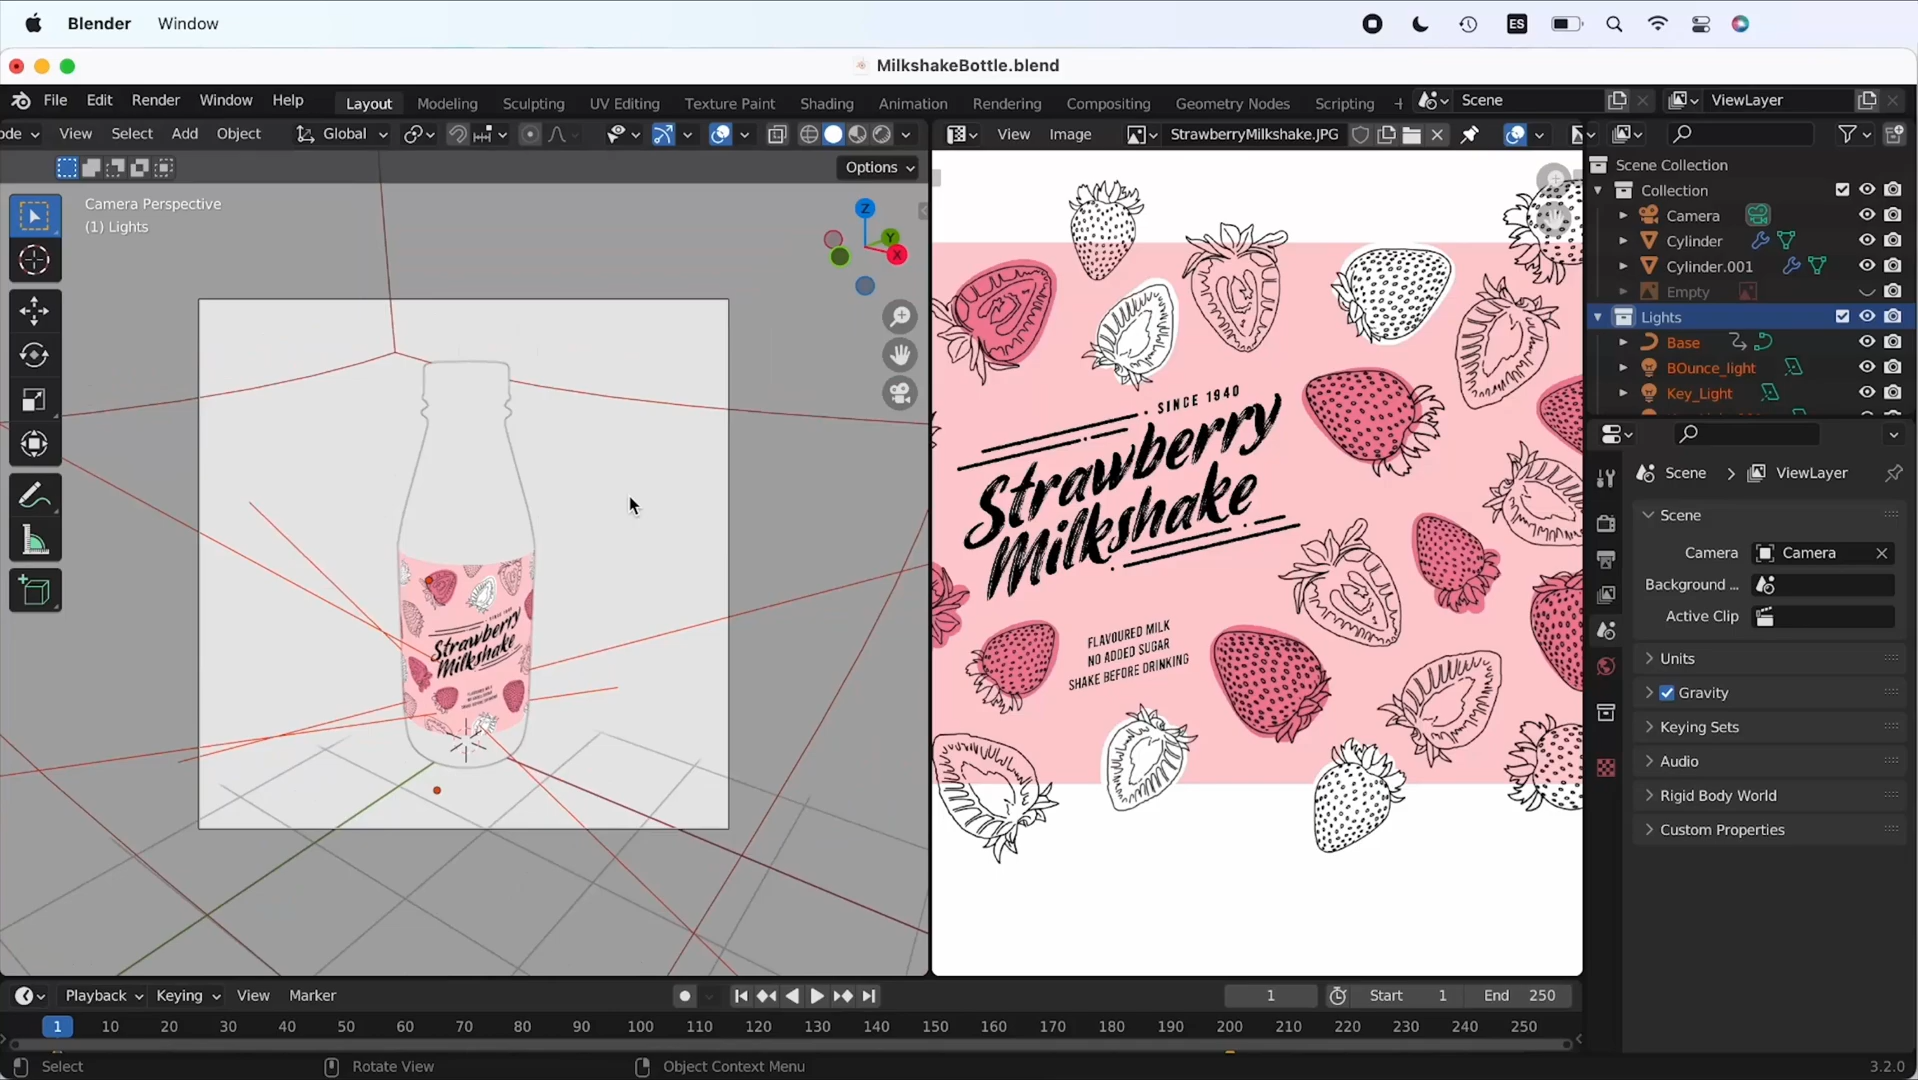 Blender Window
ES
MilkshakeBottle.blend
File Edit Render Window Help Layout Modeling Sculpting UV Editing Texture Paint Shading Animation Rendering Compositing Geometry Nodes Scripting + Scene ViewLayer
ode View Select Add Object Global View Image StrawberryMilkshake.JPG
Options
Camera Perspective
(1) Lights
Z
Y
X
Strawberry
Milkshake
SINCE 1940
Strawberry
Milkshake
FLAVOURED MILK
NO ADDED SUGAR
SHAKE BEFORE DRINKING
Scene Collection
Collection
Camera
Cylinder
Cylinder.001
Empty
Lights
Base
BOunce_light
Key_Light
Scene > ViewLayer
Scene
Camera Camera
Background ...
Active Clip
Units
Gravity
Keying Sets
Audio
Rigid Body World
Custom Properties
Playback Keying View Marker 1 Start 1 End 250
1 10 20 30 40 50 60 70 80 90 100 110 120 130 140 150 160 170 180 190 200 210 220 230 240 250
Select Rotate View Object Context Menu 3.2.0